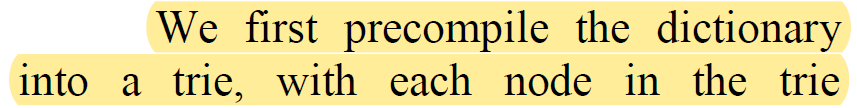 We first precompile the dictionary
into a trie, with each node in the trie